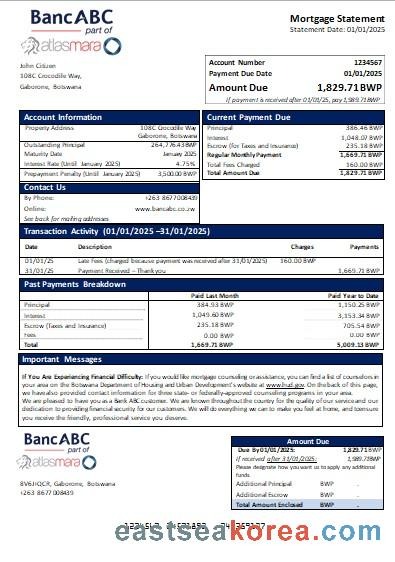 BancABC
part of
atlasmara
Mortgage Statement
Statement Date: 01/01/2025
John Citizen
108C Crocodile Way,
Gaborone, Botswana
Account Number 1234567
Payment Due Date 01/01/2025
Amount Due 1,829.71BWP
If payment is received after 01/01/25, pay 1,989.71BWP
Account Information
Property Address 108C Crocodile Way
Gaborone, Botswana
Outstanding Principal 264,776.43BWP
Maturity Date January 2025
Interest Rate (Until January 2025) 4.75%
Prepayment Penalty (Until January 2025) 3,500.00 BWP
Contact Us
By Phone: +263 8677008439
Online: www.bancabc.co.zw
See back for mailing addresses
Current Payment Due
Principal 386.46 BWP
Interest 1,048.07 BWP
Escrow (for Taxes and Insurance) 235.18 BWP
Regular Monthly Payment 1,669.71 BWP
Total Fees Charged 160.00 BWP
Total Amount Due 1,829.71 BWP
Transaction Activity (01/01/2025 –31/01/2025)
Date Description Charges Payments
01/01/25 Late Fees (charged because payment was received after 31/01/2025) 160.00 BWP
31/01/25 Payment Received – Thank you 1,669.71 BWP
Past Payments Breakdown
Paid Last Month Paid Year to Date
Principal 384.93 BWP 1,150.25 BWP
Interest 1,049.60 BWP 3,153.34 BWP
Escrow (Taxes and Insurance) 235.18 BWP 705.54 BWP
Fees 0.00 BWP 0.00 BWP
Total 1,669.71 BWP 5,009.13 BWP
Important Messages
If You Are Experiencing Financial Difficulty: If you would like mortgage counseling or assistance, you can find a list of counselors in
your area on the Botswana Department of Housing and Urban Development's website at www.hud.gov. On the back of this page,
we have also provided contact information for three state- or federally-approved counseling programs in your area.
We are pleased to have you as a Bank ABC customer. We are known throughout the country for the quality of our service and our
dedication to providing financial security for our customers. We will do everything we can to make you feel at home, and to ensure
you receive the friendly, professional service you deserve.
BancABC
part of
atlasmara
8V6J+QCR, Gaborone, Botswana
+263 8677008439
Amount Due
Due By 01/01/2025: 1,829.71 BWP
If received after 31/01/2025: 1,989.71BWP
Please designate how you want us to apply any additional
funds.
Additional Principal BWP .
Additional Escrow BWP .
Total Amount Enclosed BWP .
eastseakorea.com